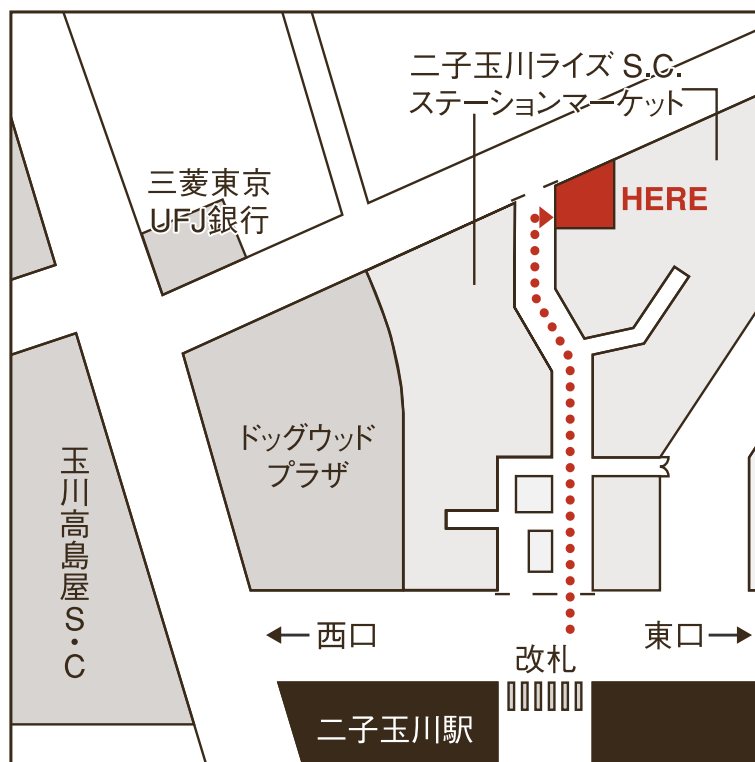 二子玉川ライズ S.C.
ステーションマーケット
三菱東京
UFJ銀行
HERE
ドッグウッド
プラザ
玉川高島屋S・C
西口
東口
改札
二子玉川駅